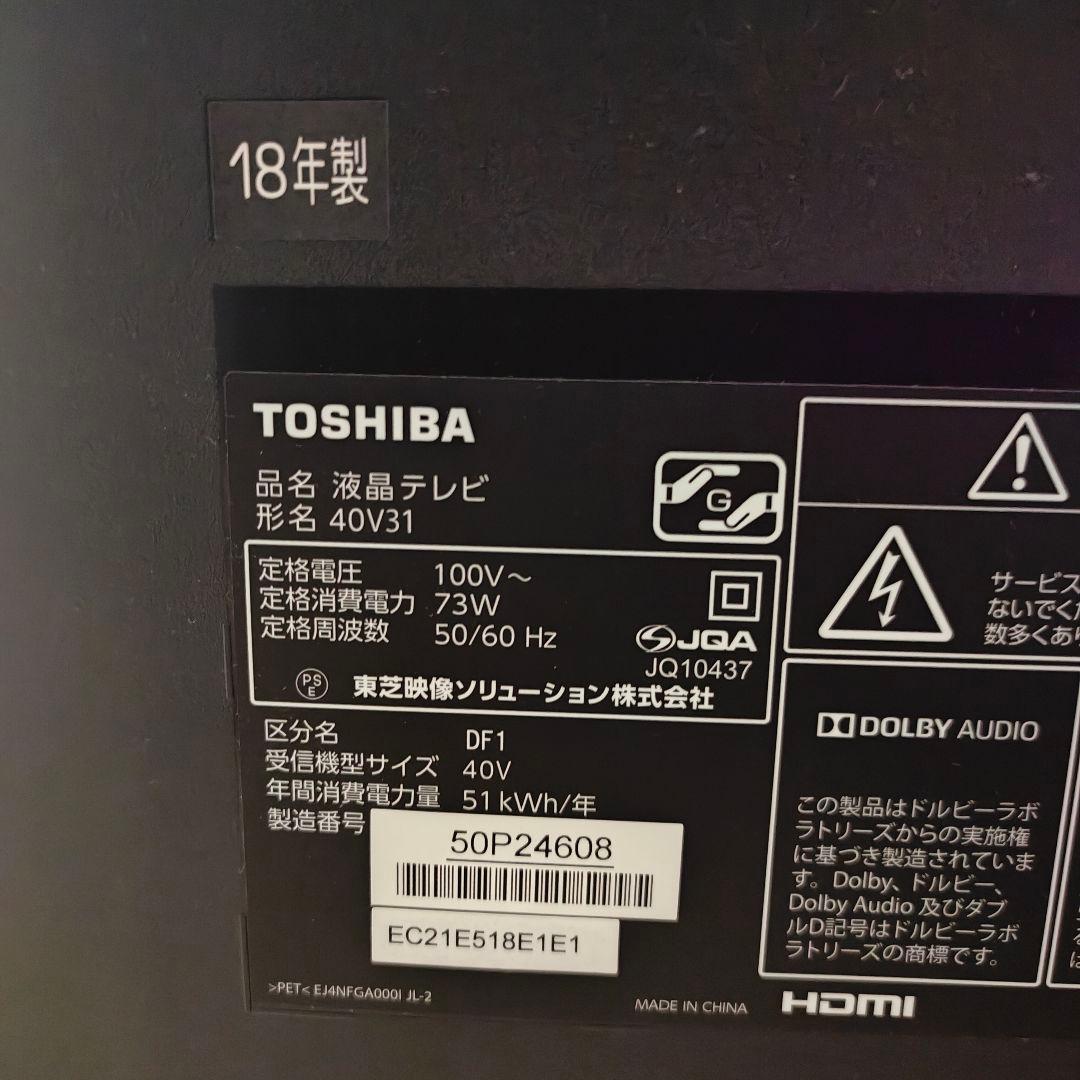 18年製
TOSHIBA
品名 液晶テレビ
形名 40V31
G
定格電圧 100V～
定格消費電力 73W
定格周波数 50/60 Hz
JQA
JQ10437
PS
E
東芝映像ソリューション株式会社
区分名 DF1
受信機型サイズ 40V
年間消費電力量 51kWh/年
製造番号
50P24608
EC21E518E1E1
>PET< EJ4NFGA000I JL-2
MADE IN CHINA
HDMI
サービス
ないでくだ
数多くあり
DOLBY AUDIO
この製品はドルビーラボ
ラトリーズからの実施権
に基づき製造されていま
す。Dolby、ドルビー、
Dolby Audio 及びダブ
ルD記号はドルビーラボ
ラトリーズの商標です。